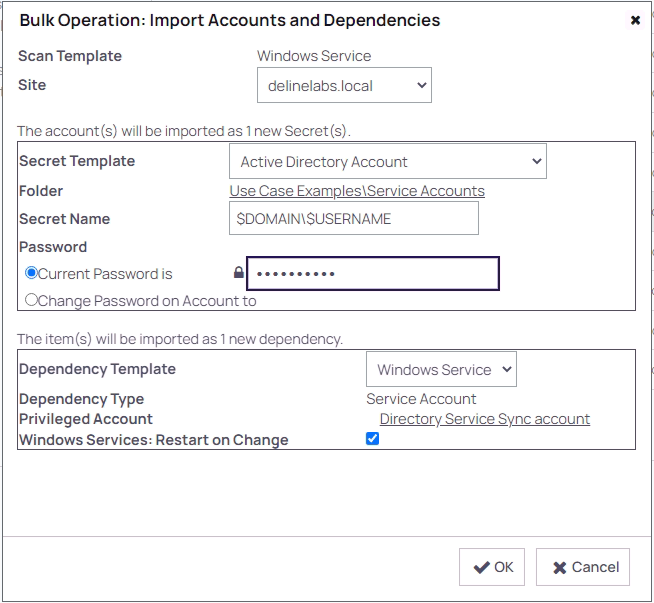 Bulk Operation: Import Accounts and Dependencies
Scan Template Windows Service
Site delinelabs.local
The account(s) will be imported as 1 new Secret(s).
Secret Template Active Directory Account
Folder Use Case Examples\Service Accounts
Secret Name $DOMAIN\$USERNAME
Password
Current Password is ••••••••••
Change Password on Account to
The item(s) will be imported as 1 new dependency.
Dependency Template Windows Service
Dependency Type Service Account
Privileged Account Directory Service Sync account
Windows Services: Restart on Change
OK Cancel